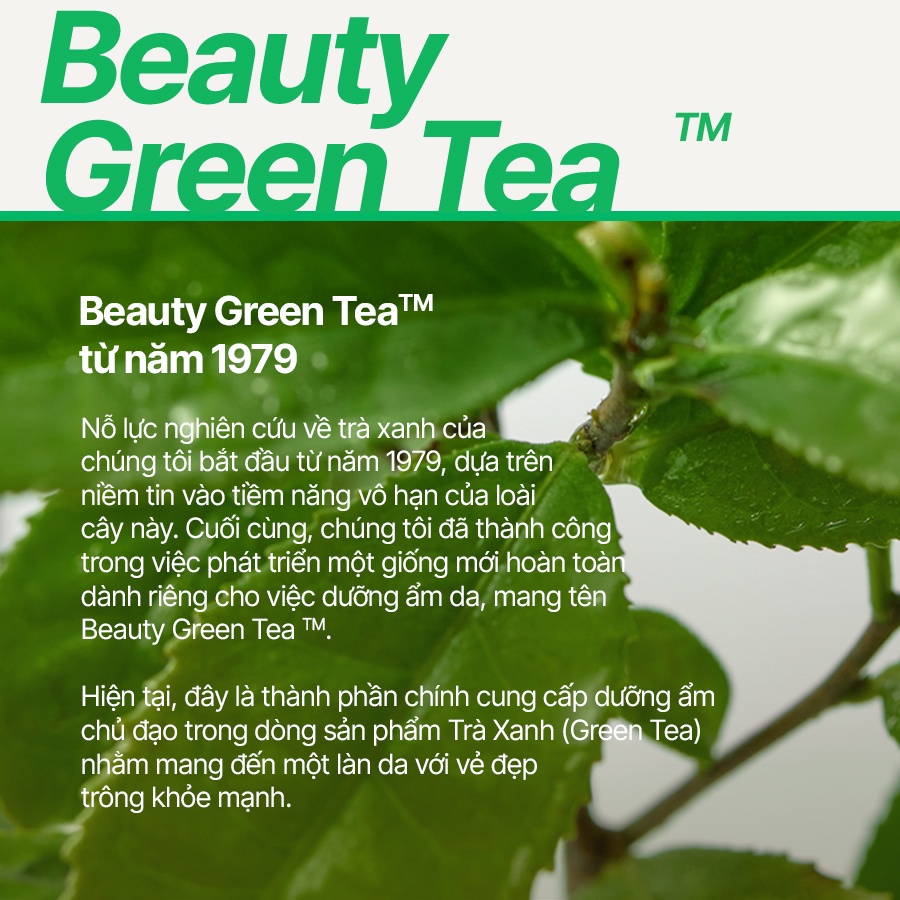 Beauty
Green Tea TM
Beauty Green Tea™
từ năm 1979
Nỗ lực nghiên cứu về trà xanh của
chúng tôi bắt đầu từ năm 1979, dựa trên
niềm tin vào tiềm năng vô hạn của loài
cây này. Cuối cùng, chúng tôi đã thành công
trong việc phát triển một giống mới hoàn toàn
dành riêng cho việc dưỡng ẩm da, mang tên
Beauty Green Tea ™.
Hiện tại, đây là thành phần chính cung cấp dưỡng ẩm
chủ đạo trong dòng sản phẩm Trà Xanh (Green Tea)
nhằm mang đến một làn da với vẻ đẹp
trông khỏe mạnh.